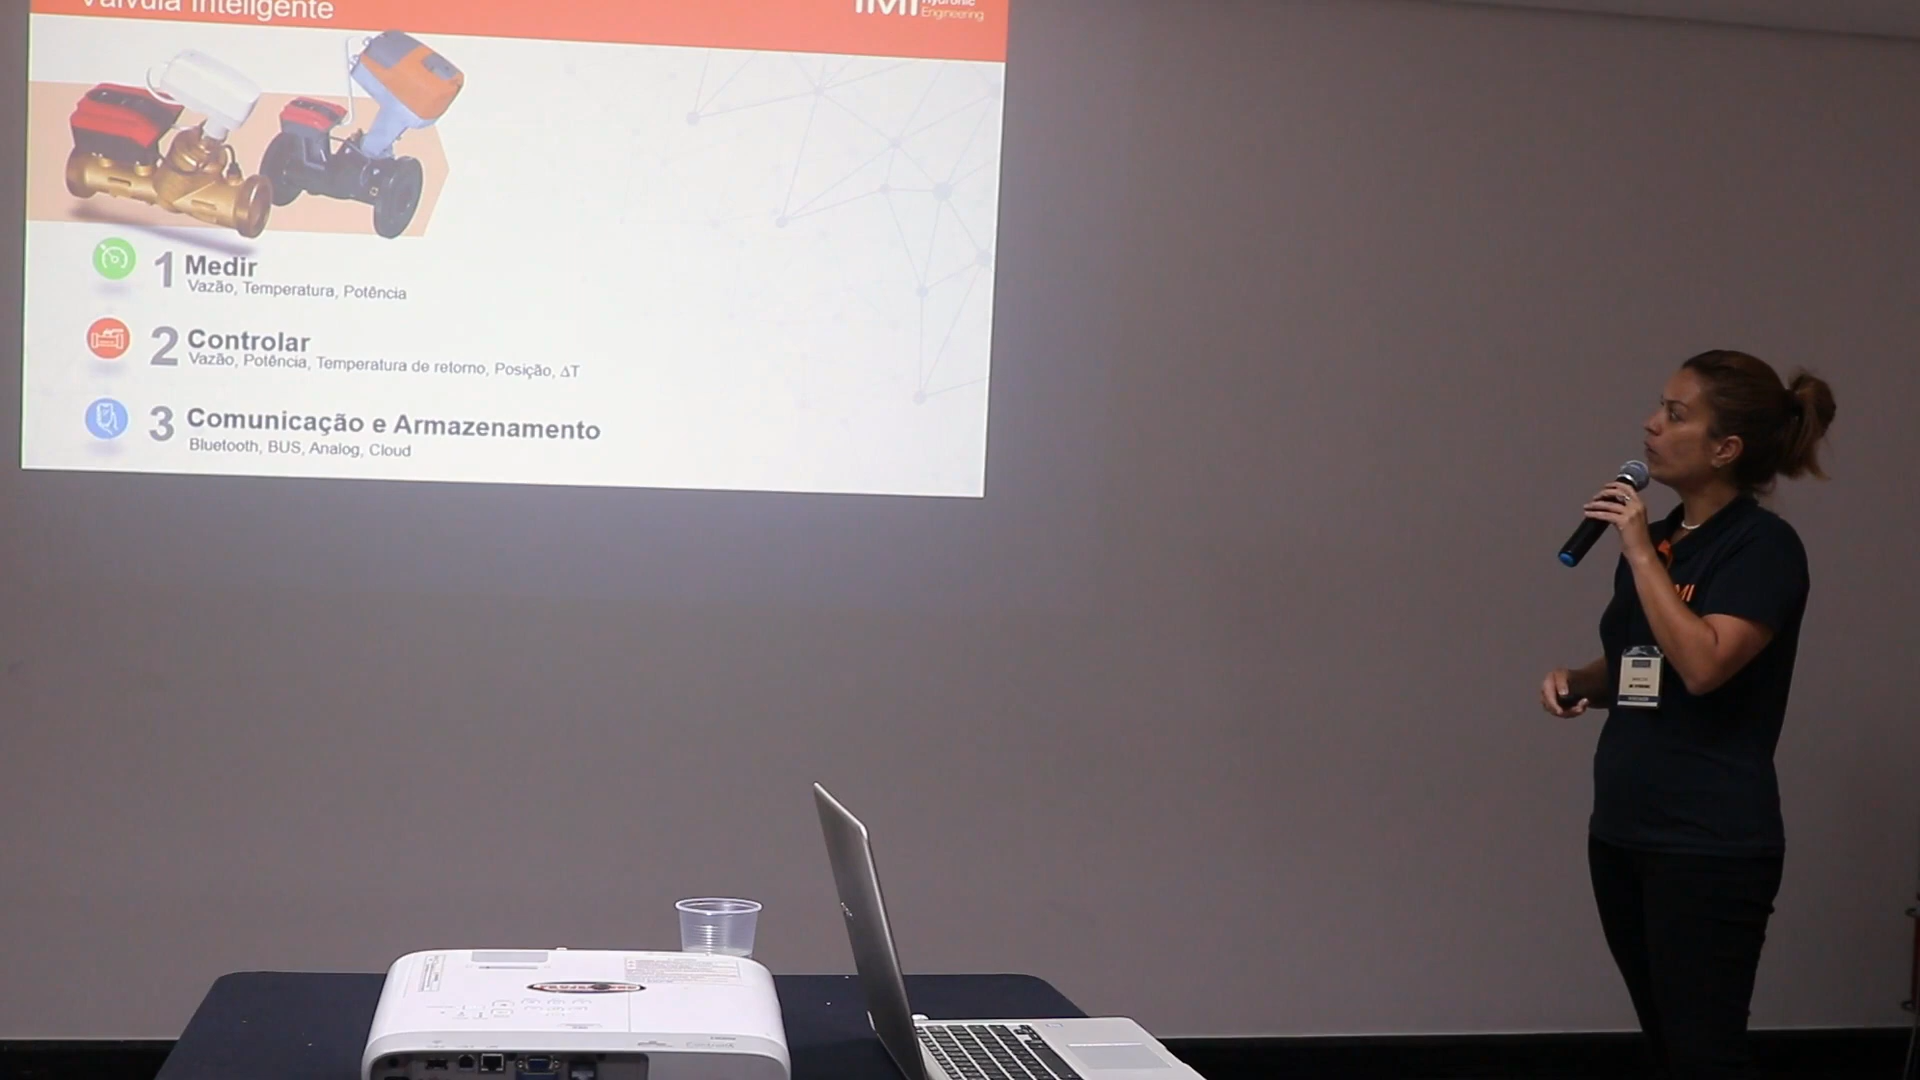 Válvula Inteligente
IMI Hydronic
Engineering
1 Medir
Vazão, Temperatura, Potência
2 Controlar
Vazão, Potência, Temperatura de retorno, Posição, ΔT
3 Comunicação e Armazenamento
Bluetooth, BUS, Analog, Cloud
MI